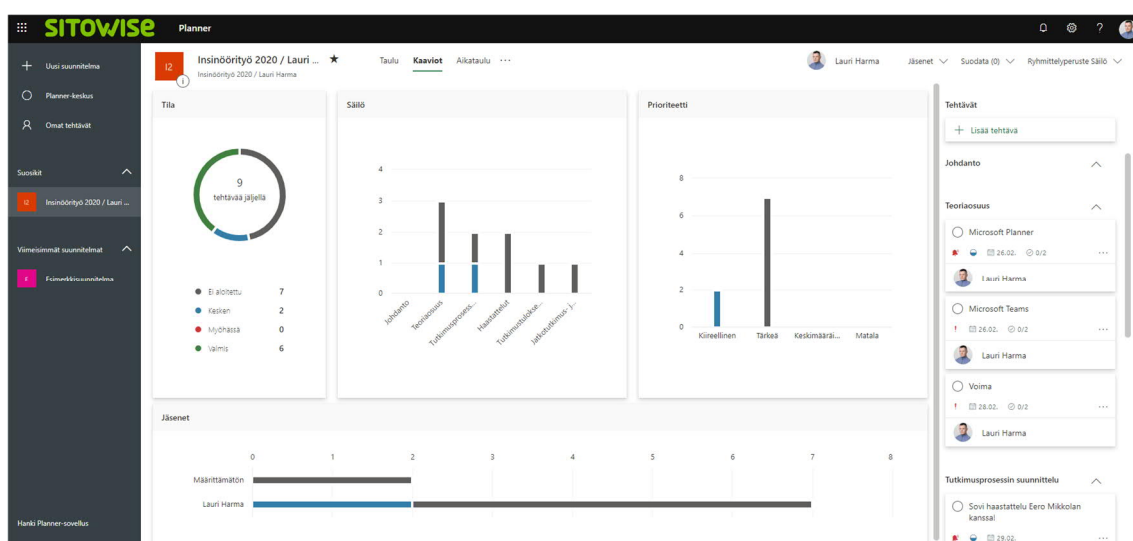 SITOWISE
Planner
Uusi suunnitelma
Planner-keskus
Omat tehtävät
Suosikit
I2 Insinöörityö 2020 / Lauri ...
Viimeisimmät suunnitelmat
E Esimerkkisuunnitelma
Hanki Planner-sovellus
I2
Insinöörityö 2020 / Lauri ...
Insinöörityö 2020 / Lauri Harma
Taulu Kaaviot Aikataulu ...
Lauri Harma
Jäsenet Suodata (0) Ryhmittelyperuste Säilö
Tila
9
tehtävää jäljellä
Ei aloitettu 7
Kesken 2
Myöhässä 0
Valmis 6
Säilö
4
3
2
1
0
Johdanto
Teoriaosuus
Tutkimusprosess...
Haastattelut
Tutkimustulokse...
Jatkotutkimus- j...
Prioriteetti
8
6
4
2
0
Kiireellinen Tärkeä Keskimääräi... Matala
Jäsenet
0 1 2 3 4 5 6 7 8
Määrittämätön
Lauri Harma
Tehtävät
+ Lisää tehtävä
Johdanto
Teoriaosuus
Microsoft Planner
26.02. 0/2 ...
Lauri Harma
Microsoft Teams
! 26.02. 0/2 ...
Lauri Harma
Voima
! 28.02. 0/2 ...
Lauri Harma
Tutkimusprosessin suunnittelu
Sovi haastattelu Eero Mikkolan
kanssa!
29.02. ...